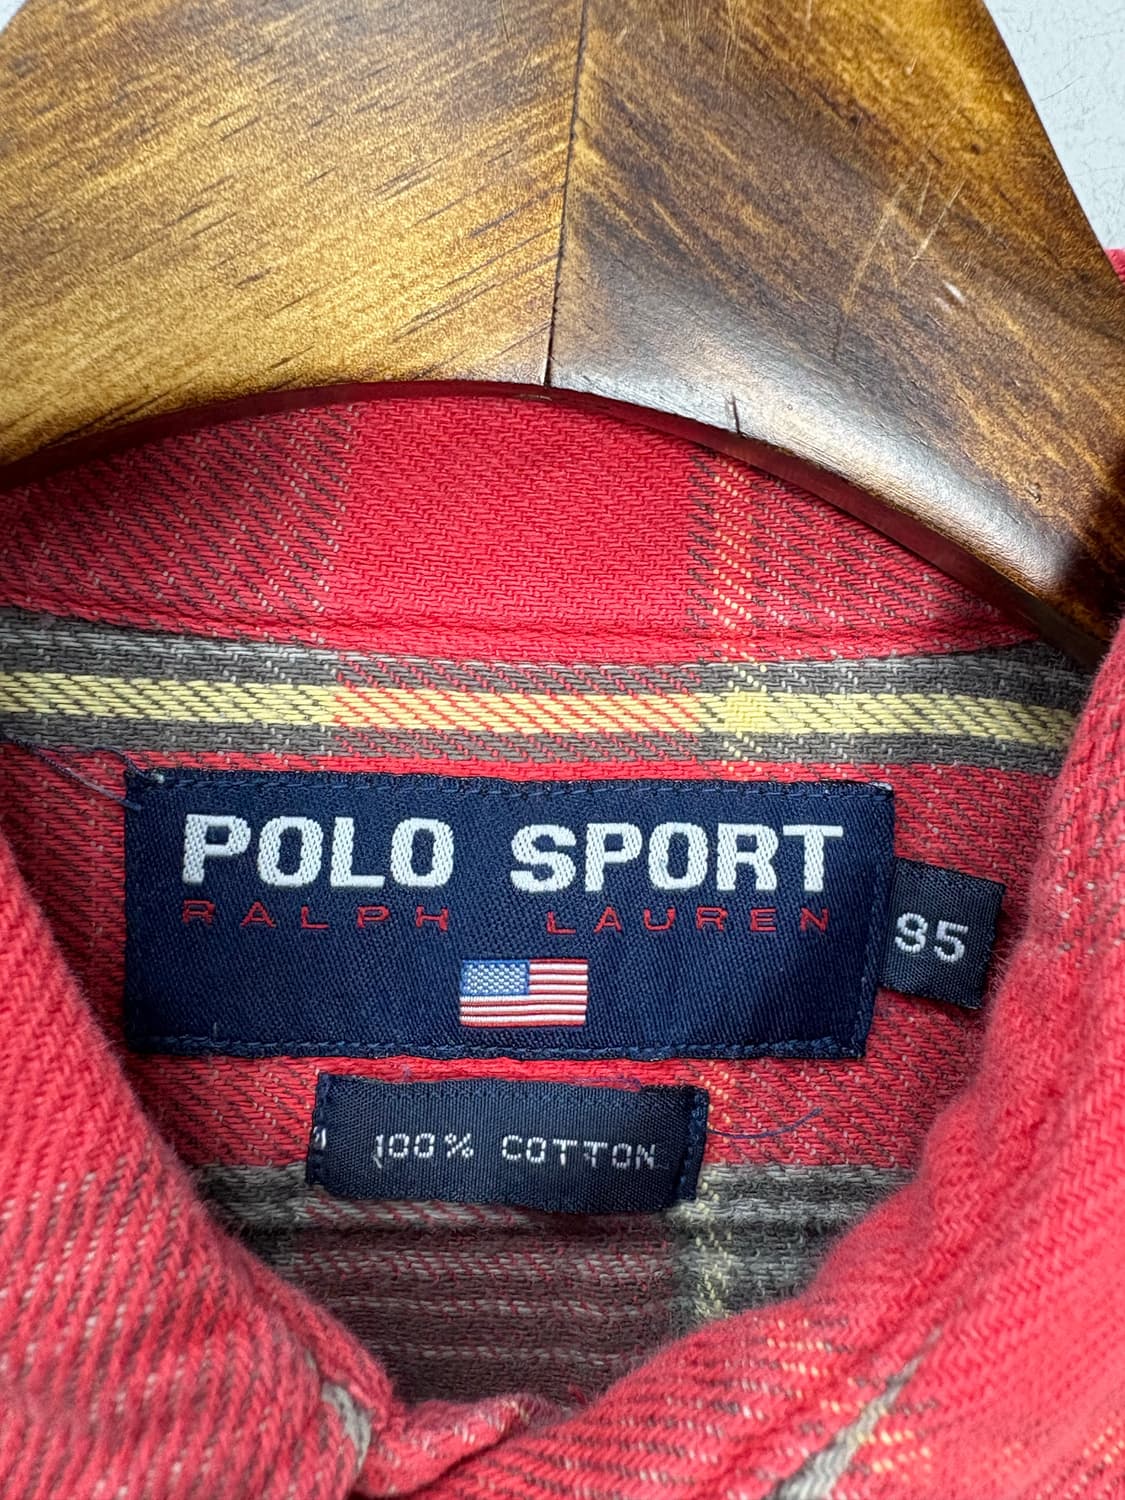 POLO SPORT
RALPH LAUREN
95
100% COTTON